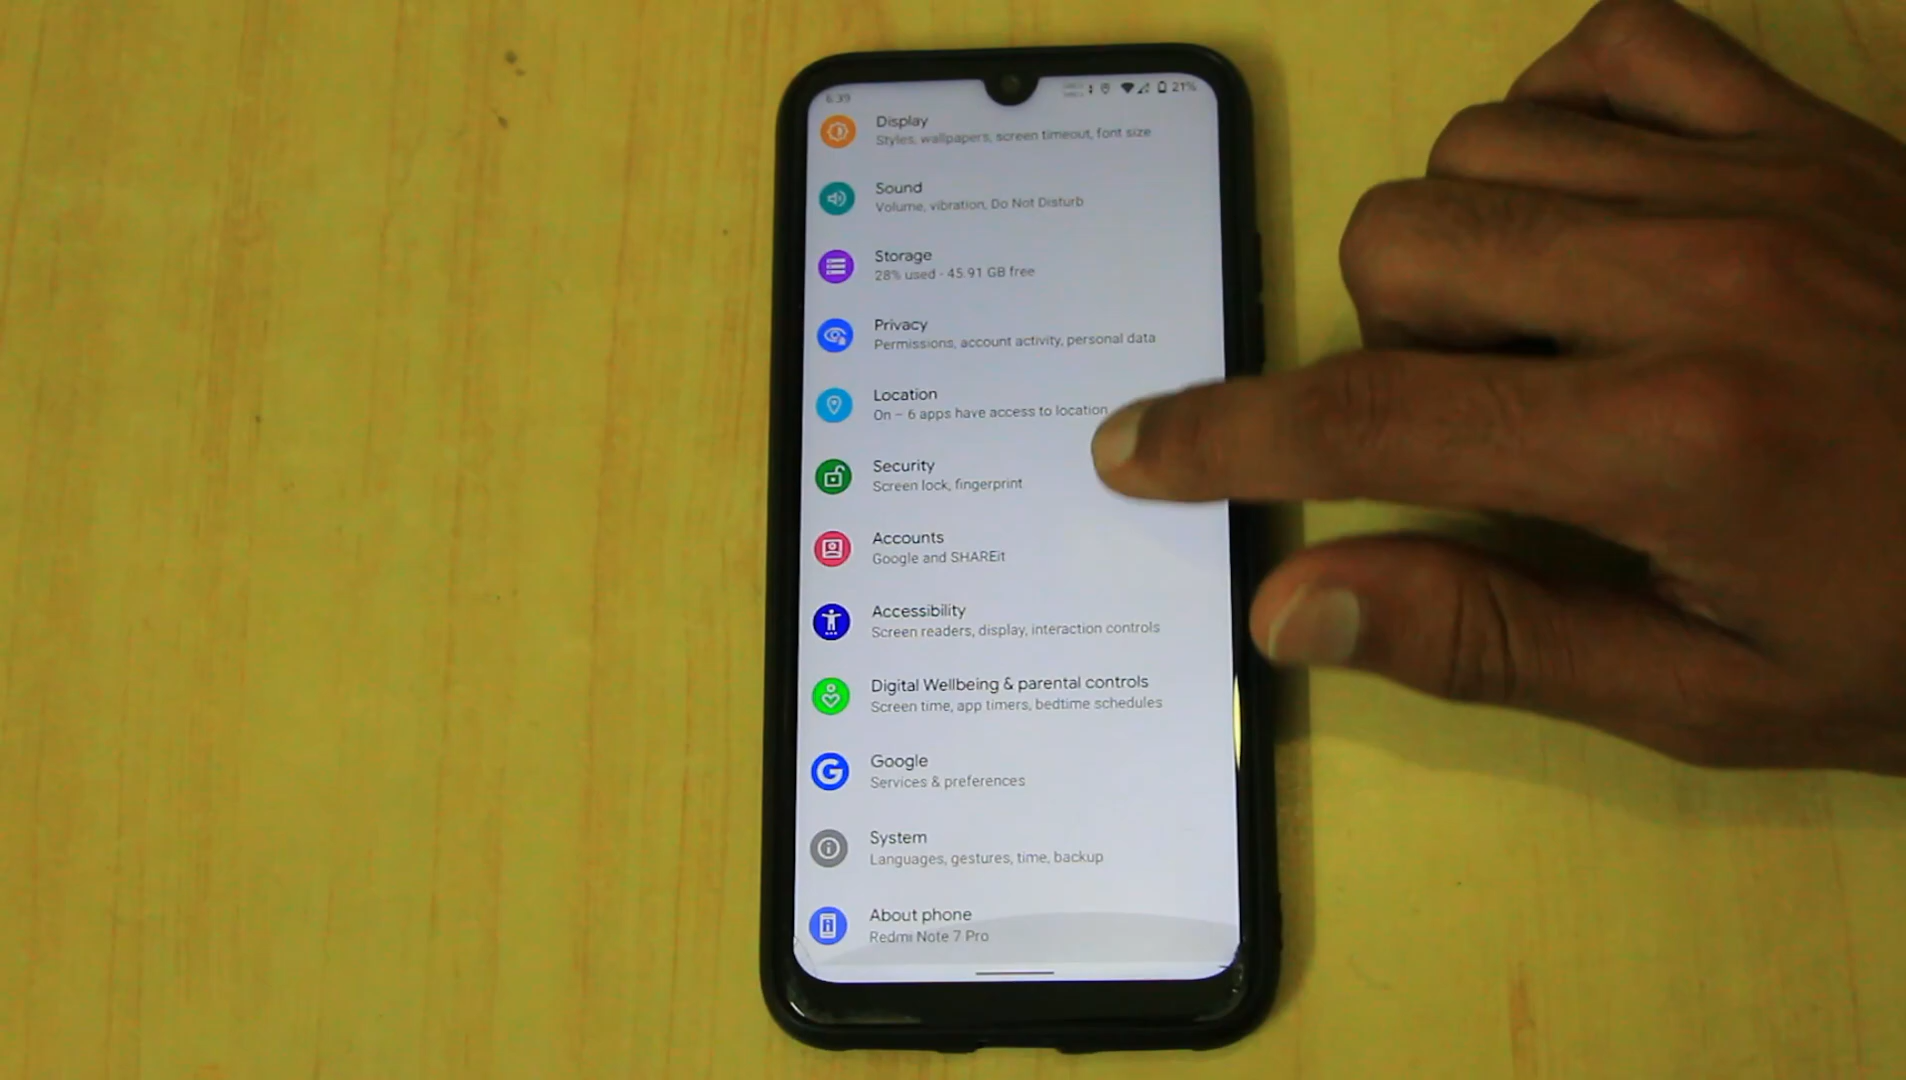 6:39
21%
Display
Styles, wallpapers, screen timeout, font size
Sound
Volume, vibration, Do Not Disturb
Storage
28% used - 45.91 GB free
Privacy
Permissions, account activity, personal data
Location
On – 6 apps have access to location
Security
Screen lock, fingerprint
Accounts
Google and SHAREit
Accessibility
Screen readers, display, interaction controls
Digital Wellbeing & parental controls
Screen time, app timers, bedtime schedules
Google
Services & preferences
System
Languages, gestures, time, backup
About phone
Redmi Note 7 Pro